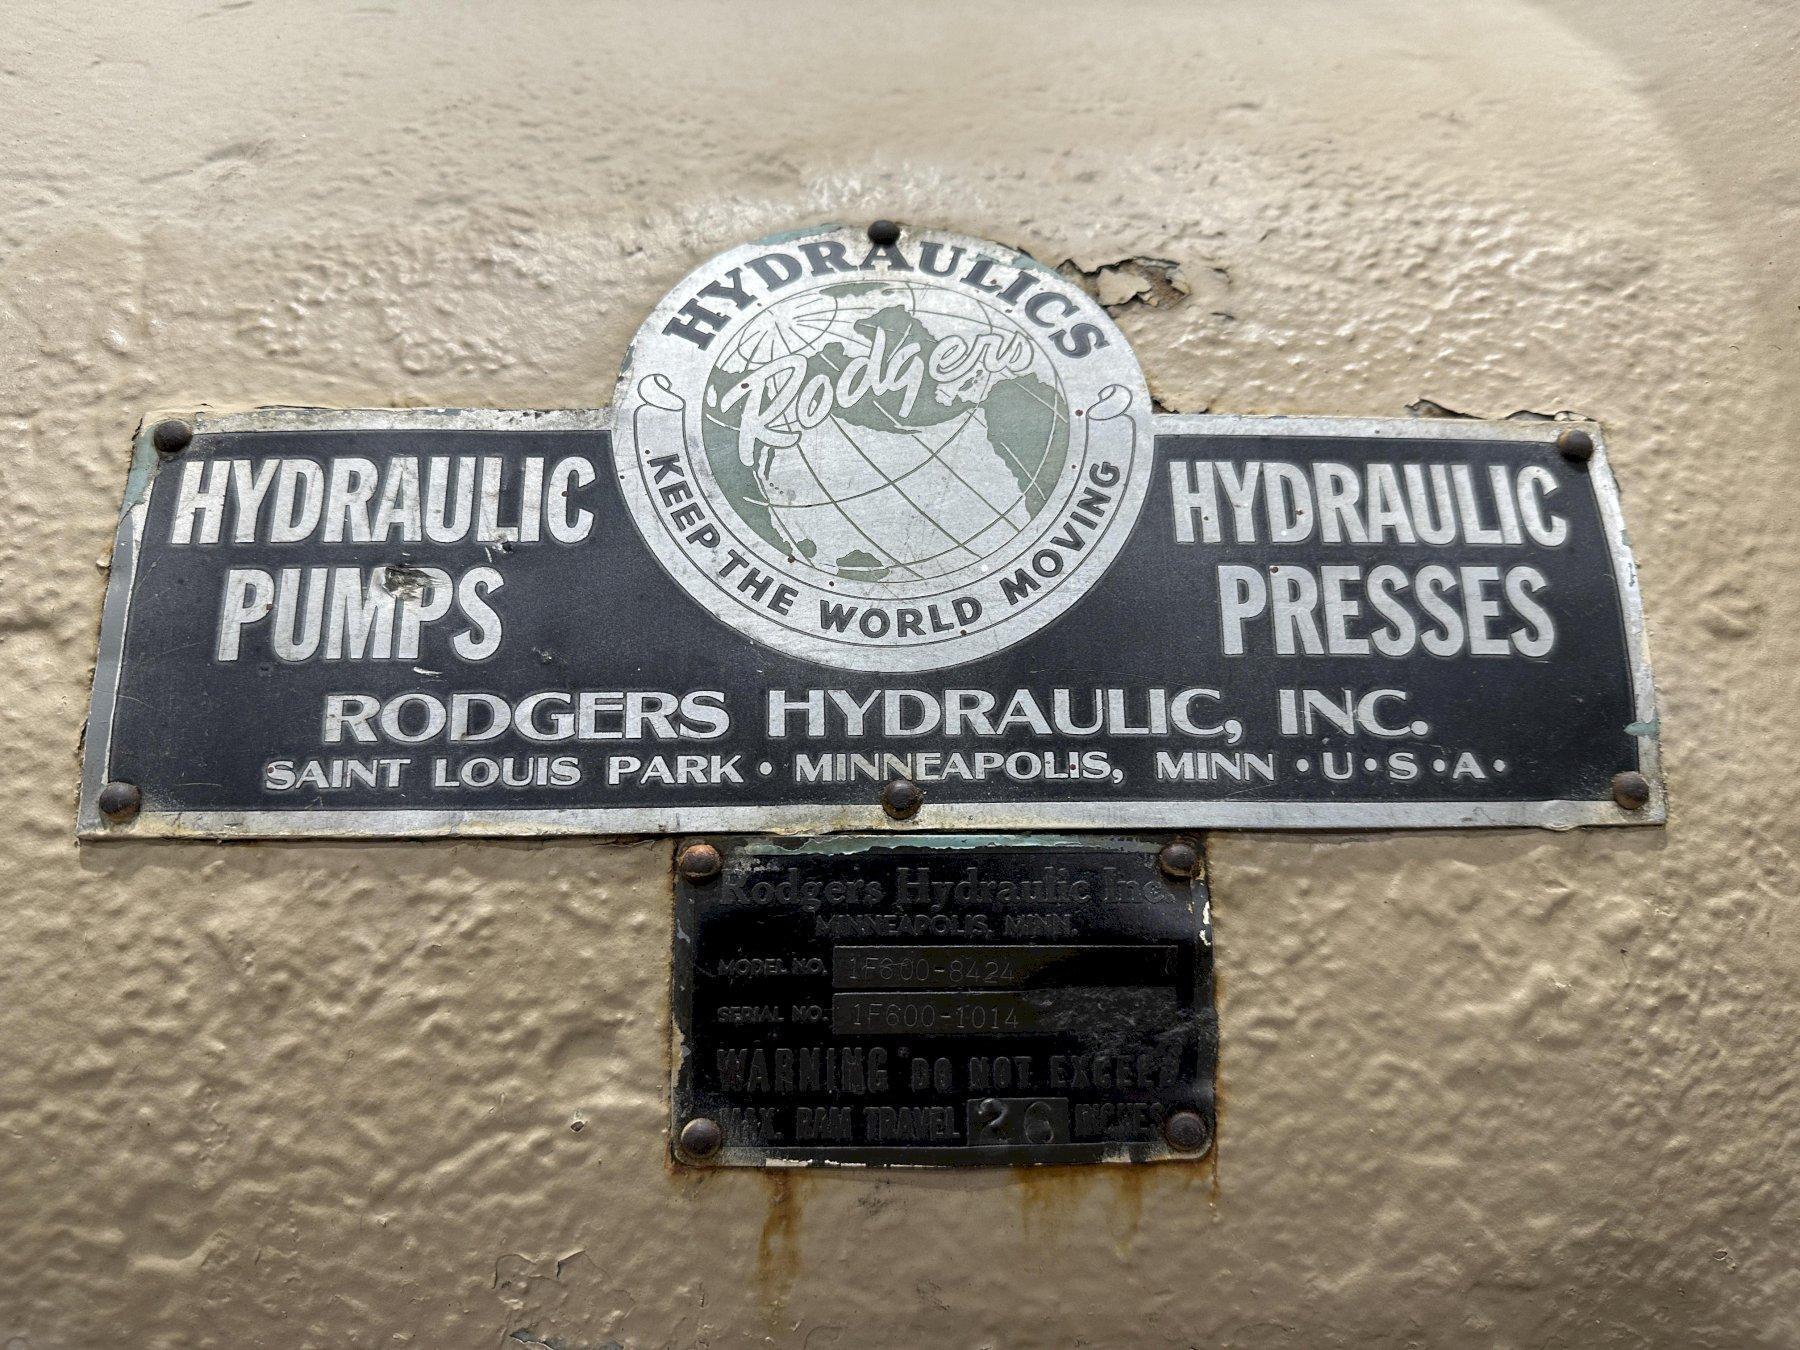 HYDRAULICS
Rodgers
KEEP THE WORLD MOVING
HYDRAULIC
PUMPS
HYDRAULIC
PRESSES
RODGERS HYDRAULIC, INC.
SAINT LOUIS PARK • MINNEAPOLIS, MINN • U • S • A •
Rodgers Hydraulic Inc.
MINNEAPOLIS, MINN.
MODEL NO. 1F600-8424
SERIAL NO. 1F600-1014
WARNING DO NOT EXCEED
MAX. RAM TRAVEL 26 INCHES